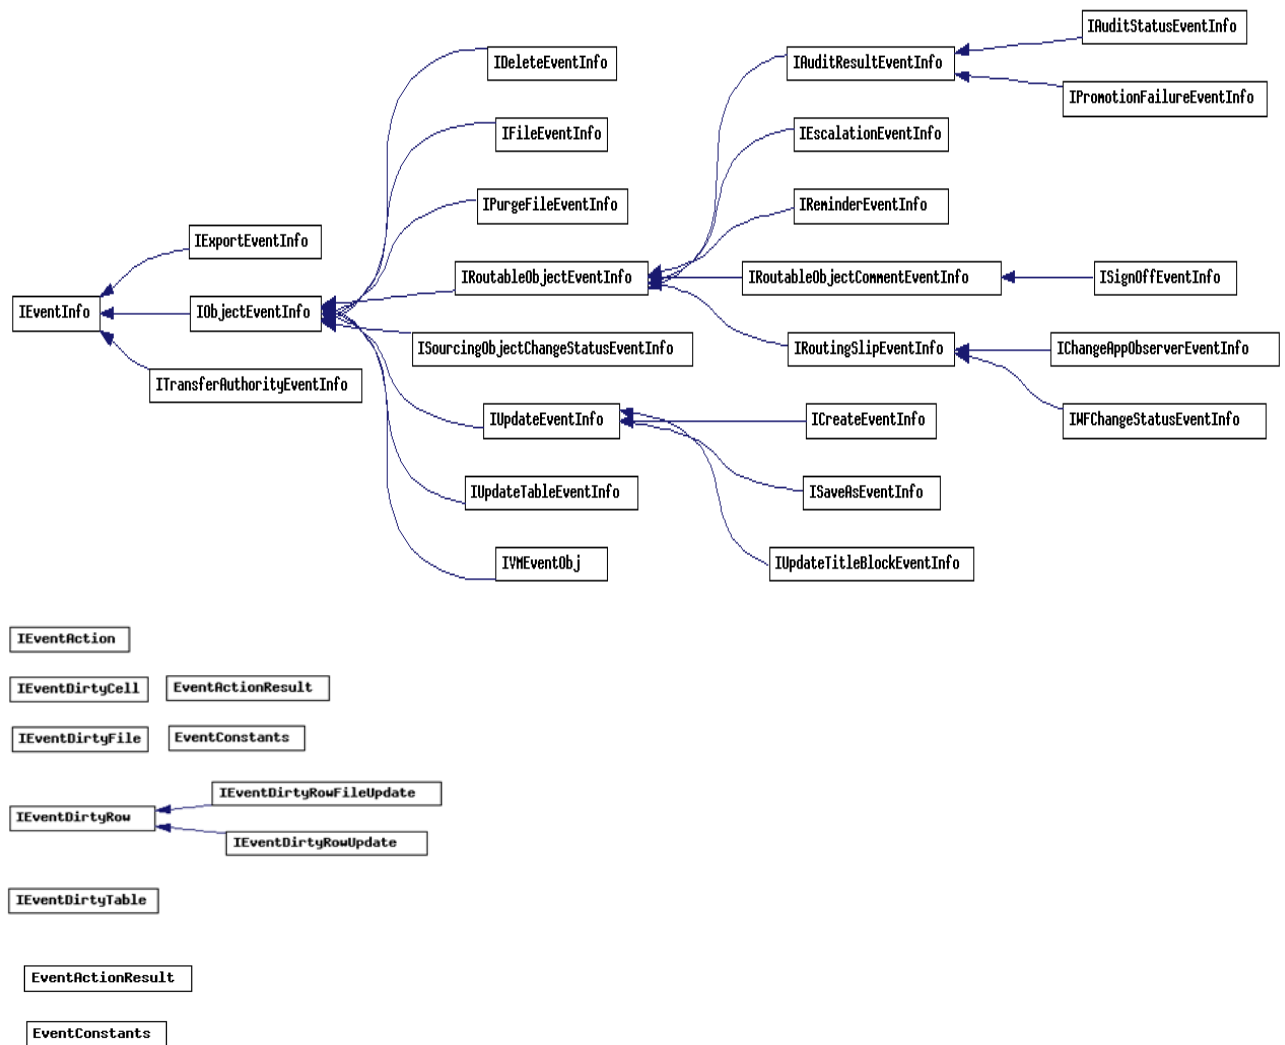 IAuditStatusEventInfo
IDeleteEventInfo
IAuditResultEventInfo
IPromotionFailureEventInfo
IFileEventInfo
IEscalationEventInfo
IPurgeFileEventInfo
IReminderEventInfo
IExportEventInfo
IRoutableObjectEventInfo
IRoutableObjectCommentEventInfo
ISignOffEventInfo
IEventInfo
IObjectEventInfo
ISourcingObjectChangeStatusEventInfo
IRoutingSlipEventInfo
IChangeAppObserverEventInfo
ITransferAuthorityEventInfo
IUpdateEventInfo
ICreateEventInfo
IWFChangeStatusEventInfo
IUpdateTableEventInfo
ISaveAsEventInfo
IVMEventObj
IUpdateTitleBlockEventInfo
IEventAction
IEventDirtyCell
EventActionResult
IEventDirtyFile
EventConstants
IEventDirtyRowFileUpdate
IEventDirtyRow
IEventDirtyRowUpdate
IEventDirtyTable
EventActionResult
EventConstants